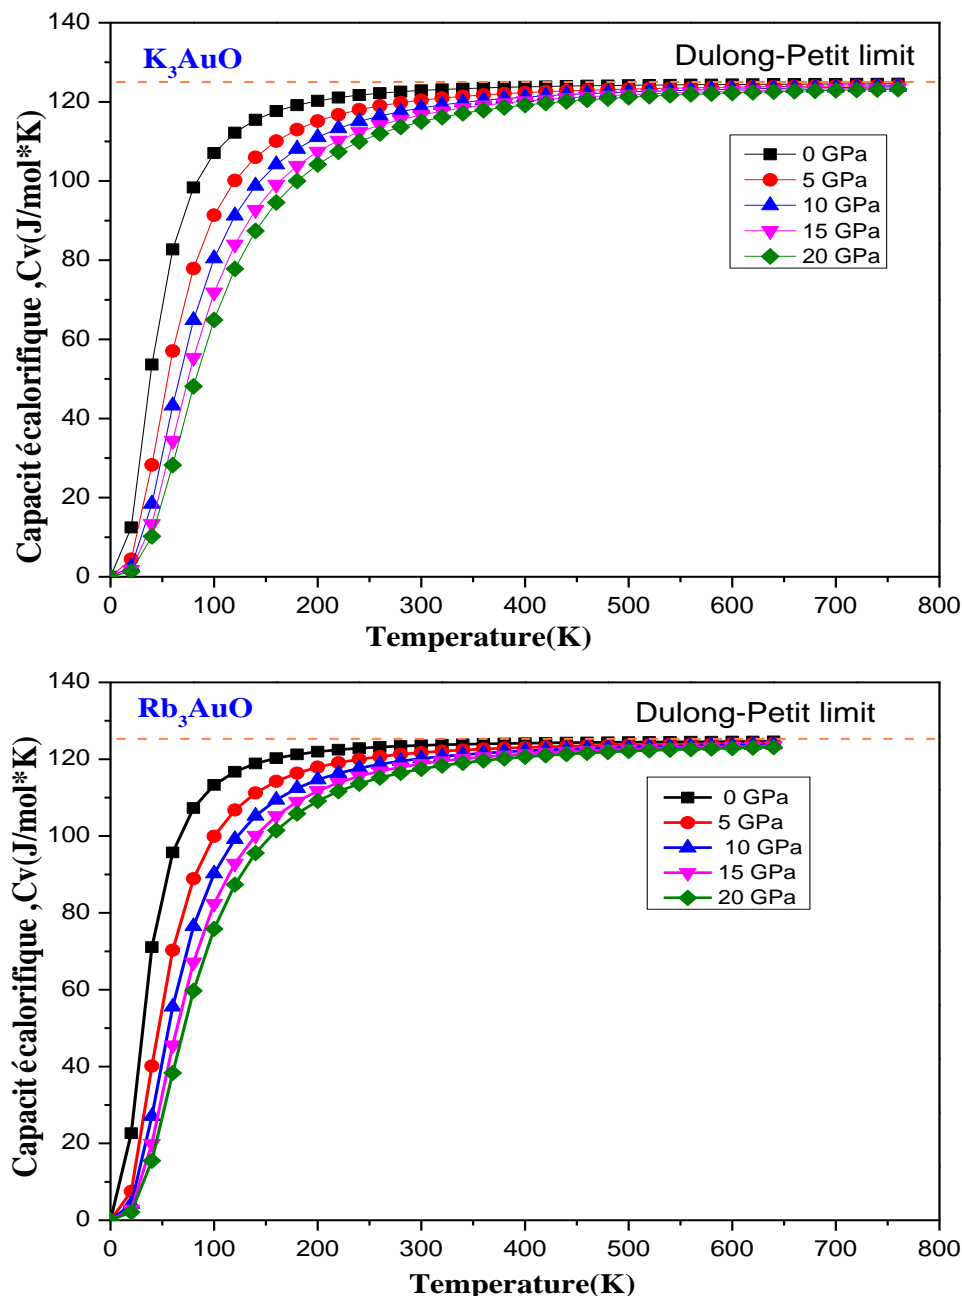 140
K3AuO
Dulong-Petit limit
120
100
80
60
40
20
0
0 GPa
5 GPa
10 GPa
15 GPa
20 GPa
Capacit écalorifique ,Cv(J/mol*K)
0 100 200 300 400 500 600 700 800
Temperature(K)
140
Rb3AuO
Dulong-Petit limit
120
100
80
60
40
20
0
0 GPa
5 GPa
10 GPa
15 GPa
20 GPa
Capacit écalorifique ,Cv(J/mol*K)
0 100 200 300 400 500 600 700 800
Temperature(K)